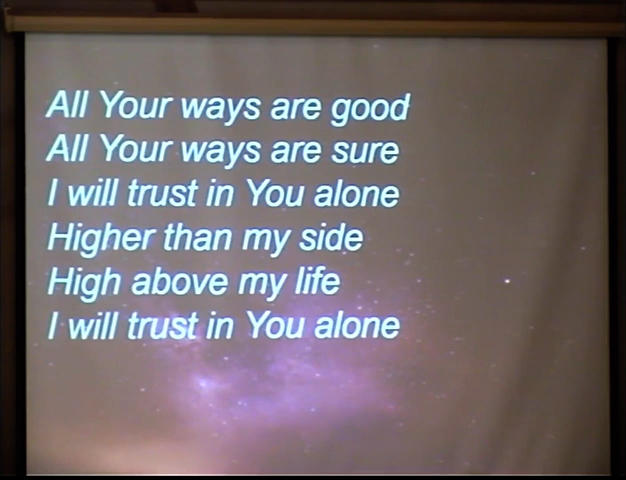 All Your ways are good
All Your ways are sure
I will trust in You alone
Higher than my side
High above my life
I will trust in You alone